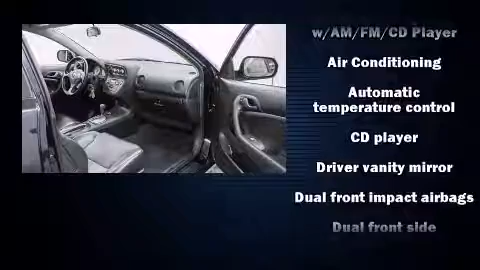 w/AM/FM/CD Player
Air Conditioning
Automatic
temperature control
CD player
Driver vanity mirror
Dual front impact airbags
Dual front side